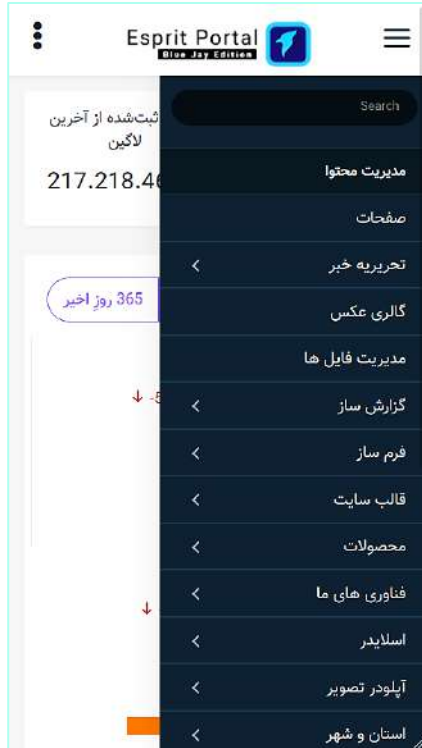 Esprit Portal
Blue Jay Edition
Search
ثبت‌شده از آخرین
لاگین
217.218.46
365 روز اخیر
مدیریت محتوا
صفحات
تحریریه خبر
گالری عکس
مدیریت فایل ها
گزارش ساز
فرم ساز
قالب سایت
محصولات
فناوری های ما
اسلایدر
آپلودر تصویر
استان و شهر